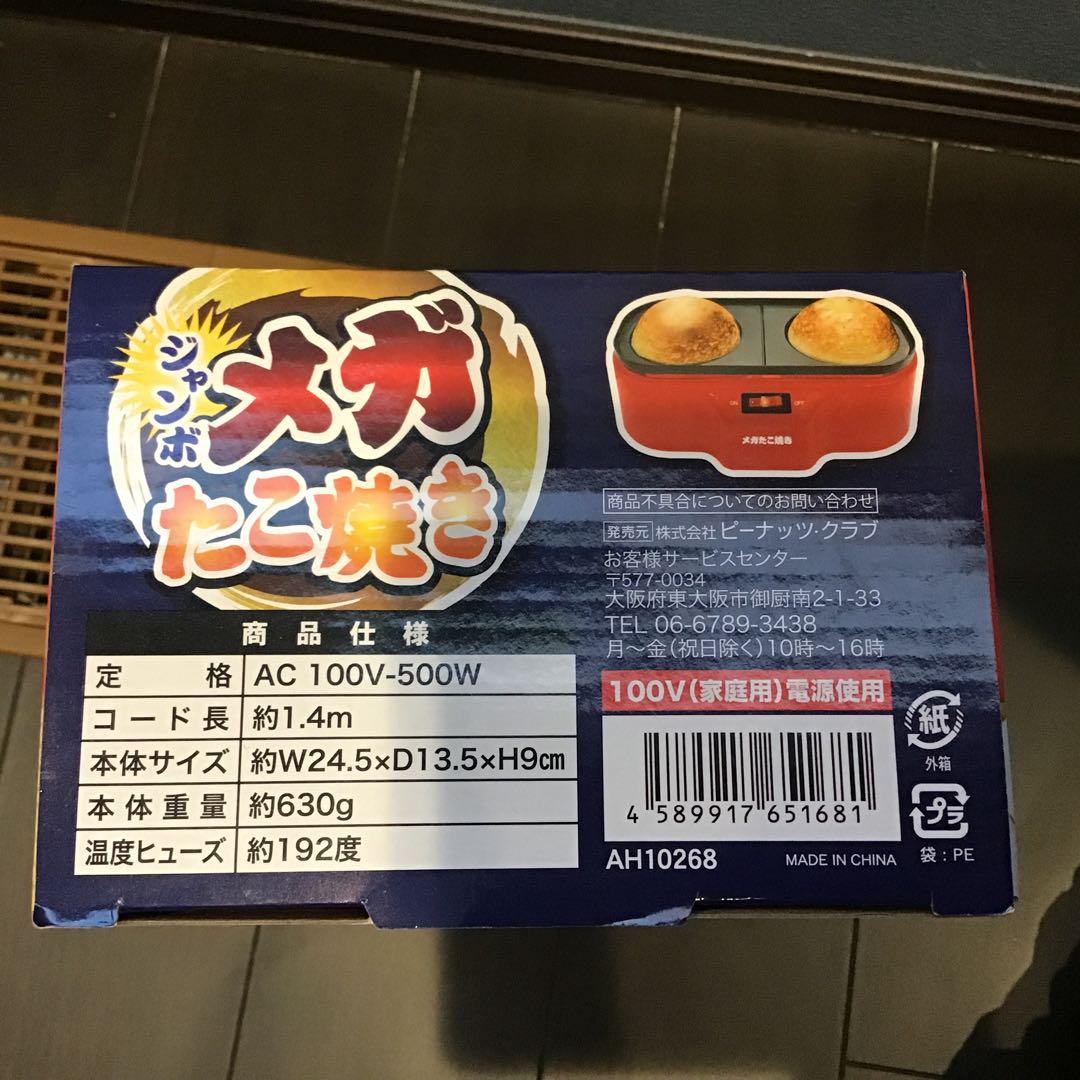 ジャンボ
メガ
たこ焼き
ON OFF
メガたこ焼き
商品不具合についてのお問い合わせ
発売元 株式会社ピーナッツ・クラブ
お客様サービスセンター
〒577-0034
大阪府東大阪市御厨南2-1-33
TEL 06-6789-3438
月〜金(祝日除く)10時〜16時
商品仕様
定格 AC 100V-500W
コード長 約1.4m
本体サイズ 約W24.5×D13.5×H9㎝
本体重量 約630g
温度ヒューズ 約192度
100V(家庭用)電源使用
4 589917 651681
AH10268 MADE IN CHINA
紙
外箱
プラ
袋:PE